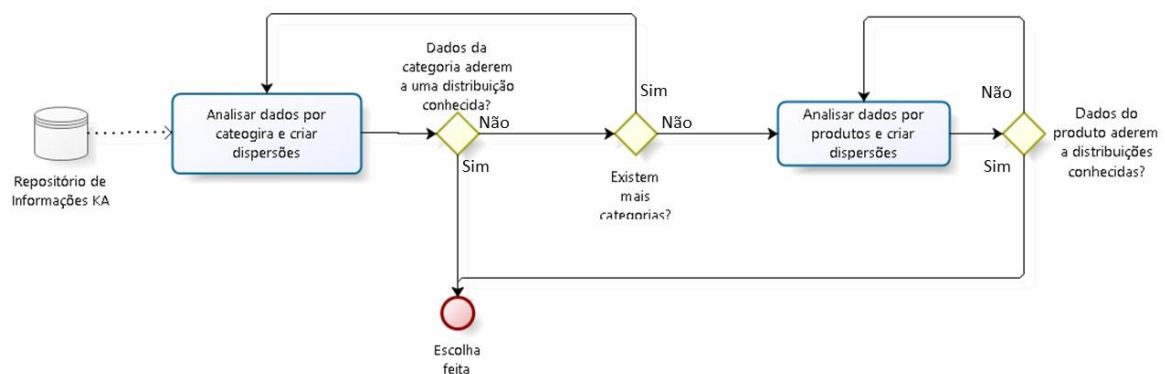 Dados da
categoria aderem
a uma distribuição
conhecida?
Sim
Não
Analisar dados por
cateogira e criar
dispersões
Não
Não
Analisar dados por
produtos e criar
dispersões
Dados do
produto aderem
a distribuições
conhecidas?
Sim
Sim
Repositório de
Informações KA
Existem
mais
categorias?
Escolha
feita